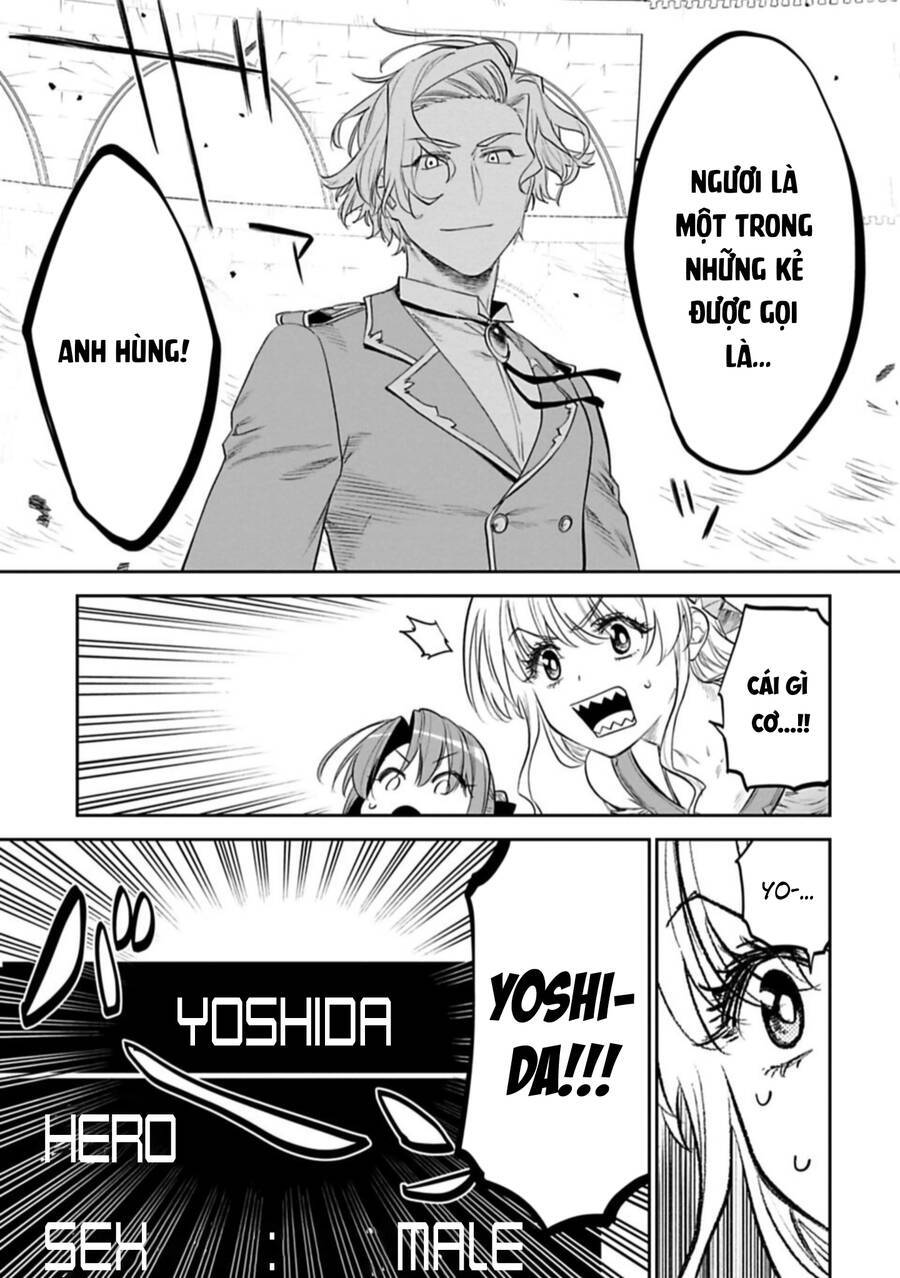 NGƯƠI LÀ
MỘT TRONG
NHỮNG KẺ
ĐƯỢC GỌI
LÀ...
ANH HÙNG!
CÁI GÌ
CƠ...!!
YO-...
YOSHI-
DA!!!
YOSHIDA
HERO
SEX : MALE